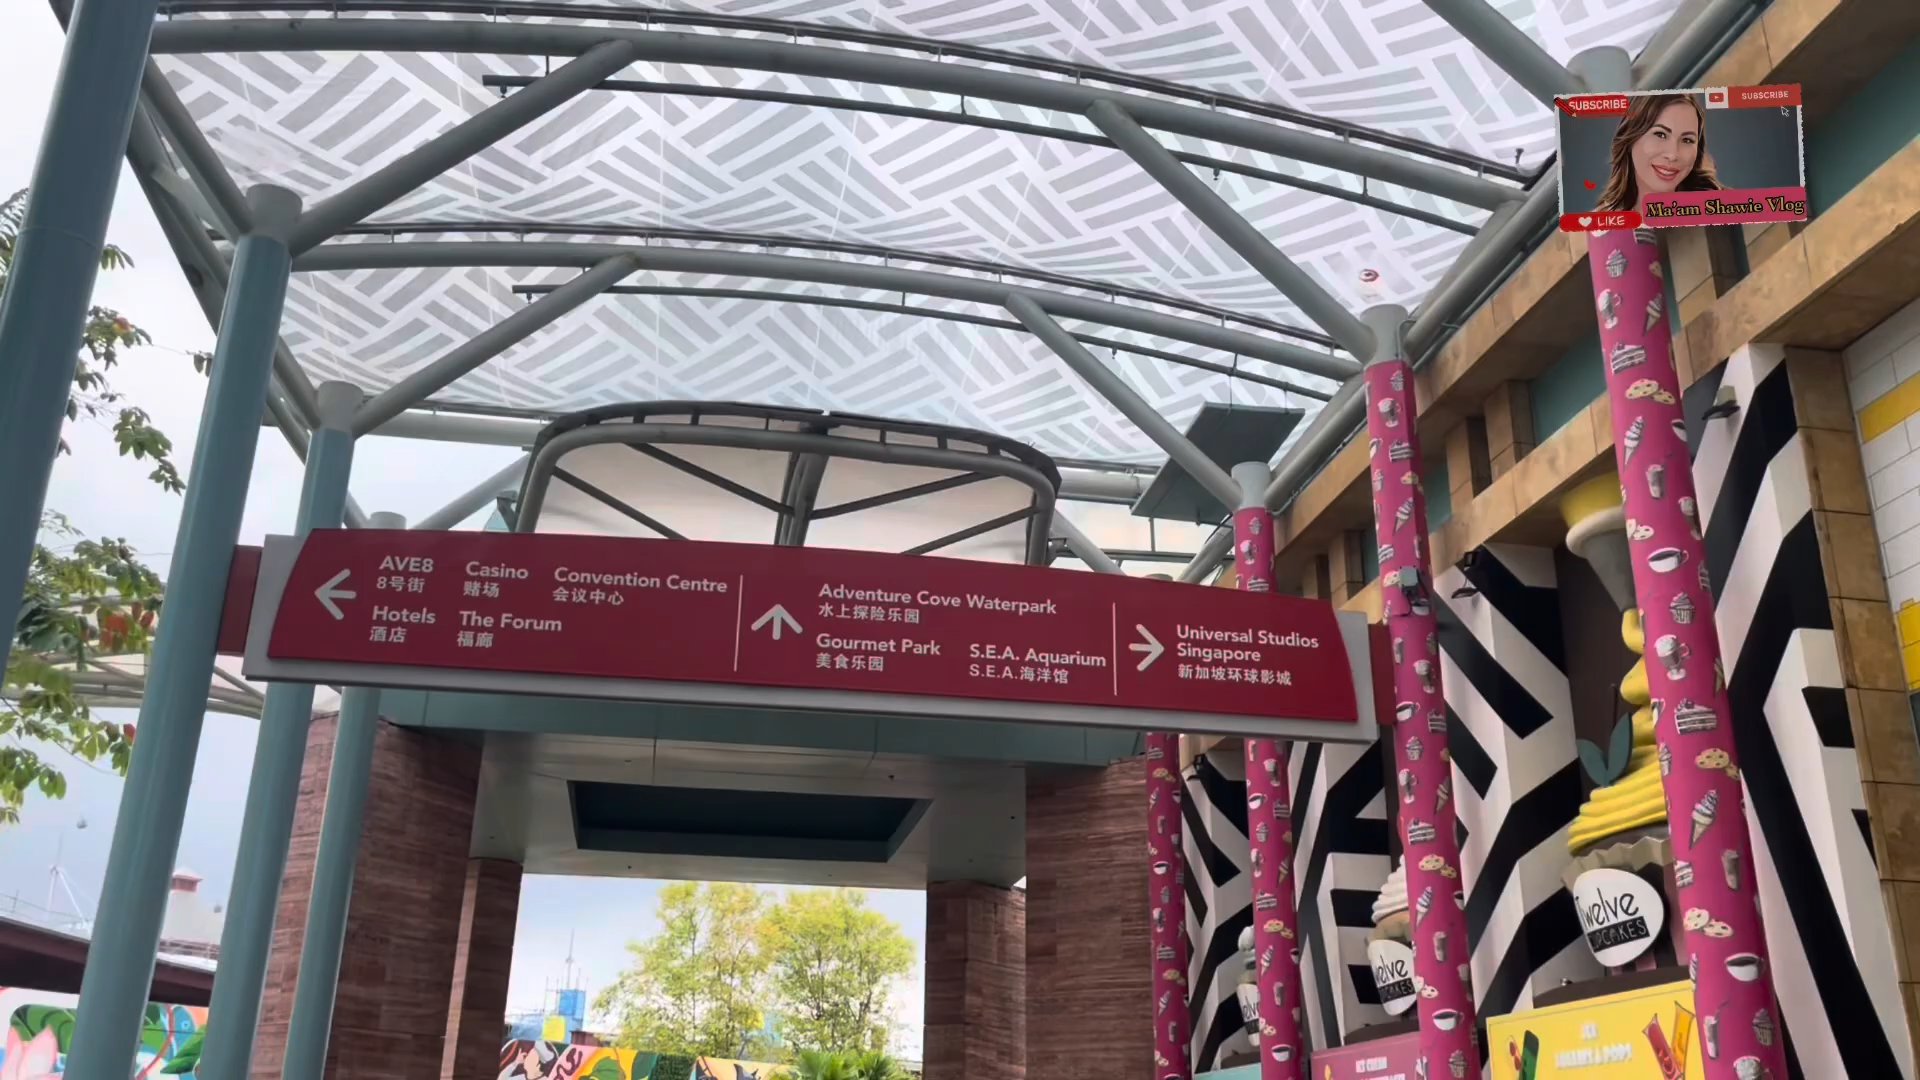 SUBSCRIBE
SUBSCRIBE
LIKE
Ma'am Shawie Vlog
AVE8
8号街
Casino
赌场
Convention Centre
会议中心
Hotels
酒店
The Forum
福廊
Adventure Cove Waterpark
水上探险乐园
Gourmet Park
美食乐园
S.E.A. Aquarium
S.E.A.海洋馆
Universal Studios
Singapore
新加坡环球影城
Twelve
CUPCAKES